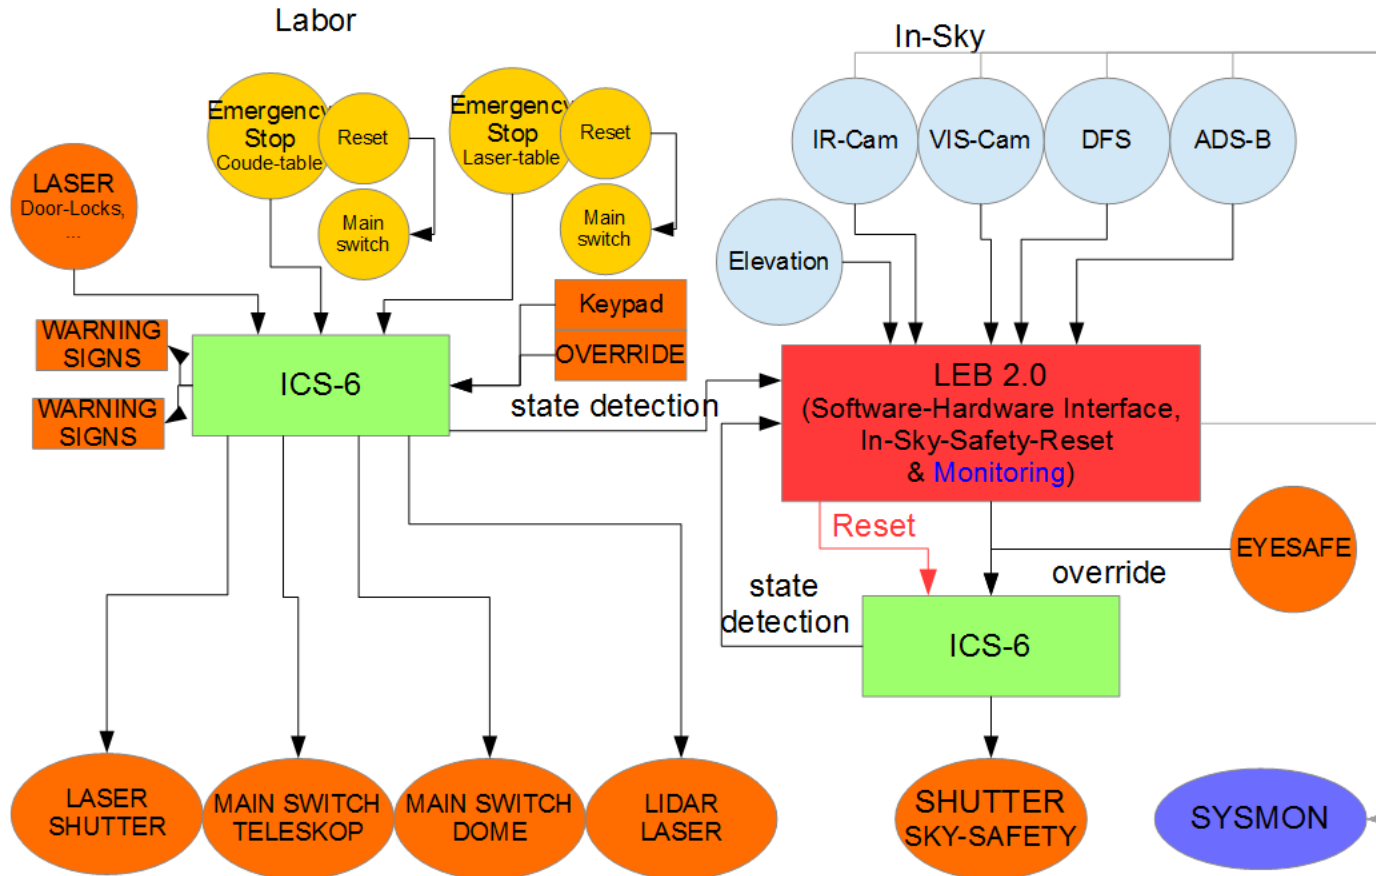 Labor
In-Sky
Emergency
Stop
Coude-table
Reset
Main
switch
Emergency
Stop
Laser-table
Reset
Main
switch
LASER
Door-Locks,
...
IR-Cam
VIS-Cam
DFS
ADS-B
Elevation
Keypad
OVERRIDE
WARNING
SIGNS
WARNING
SIGNS
ICS-6
state detection
LEB 2.0
(Software-Hardware Interface,
In-Sky-Safety-Reset
& Monitoring)
Reset
override
EYESAFE
state
detection
ICS-6
LASER
SHUTTER
MAIN SWITCH
TELESKOP
MAIN SWITCH
DOME
LIDAR
LASER
SHUTTER
SKY-SAFETY
SYSMON